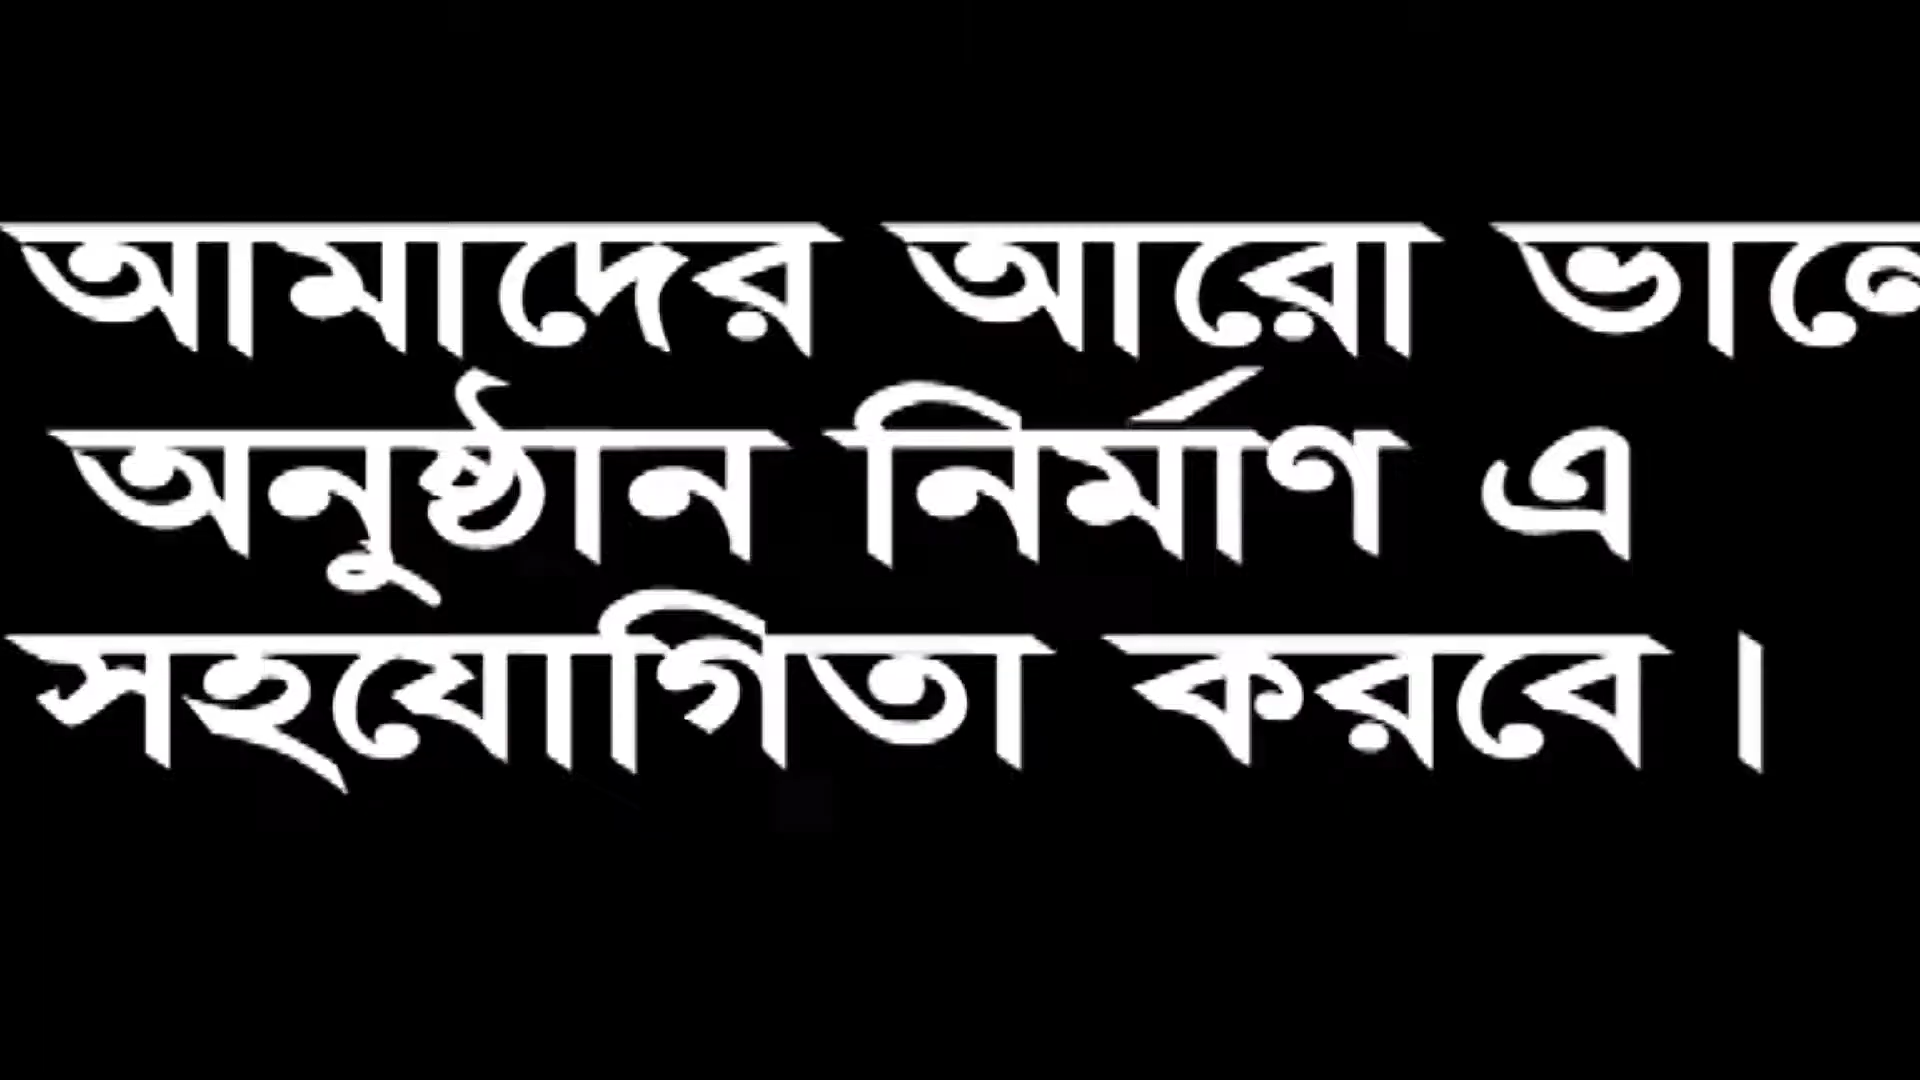 আমাদের আরো ভালো
অনুষ্ঠান নির্মাণ এ
সহযোগিতা করবে।